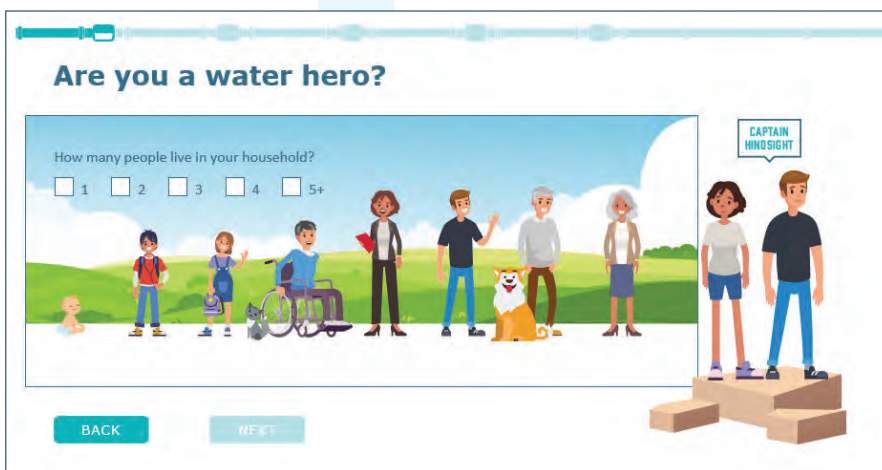 Are you a water hero?
How many people live in your household?
1 2 3 4 5+
CAPTAIN
HINDSIGHT
BACK NEXT